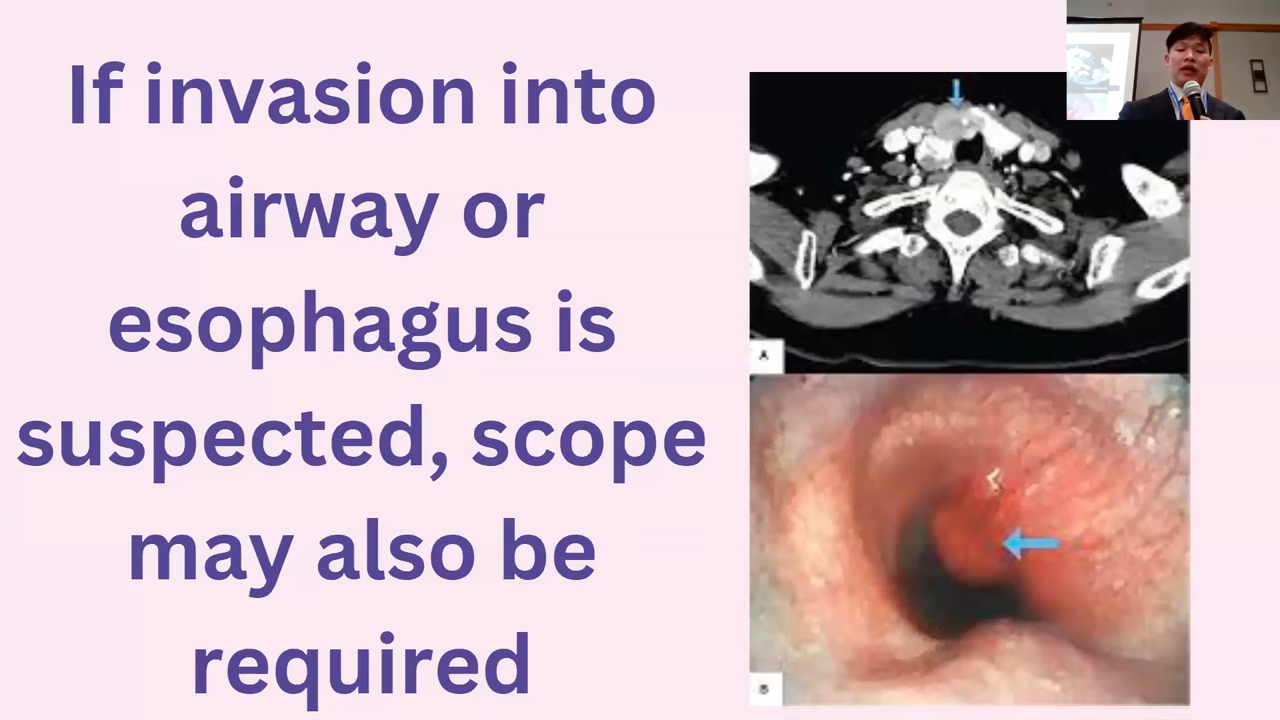 If invasion into
airway or
esophagus is
suspected, scope
may also be
required
A
B